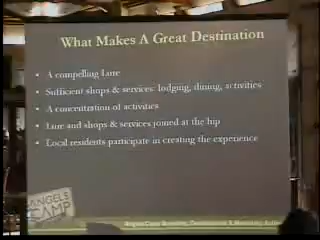 What Makes A Great Destination
A compelling Lure
Sufficient shops & services: lodging, dining, activities
A concentration of activities
Lure and shops & services joined at the hip
Local residents participate in creating the experience
ANGELS
CAMP